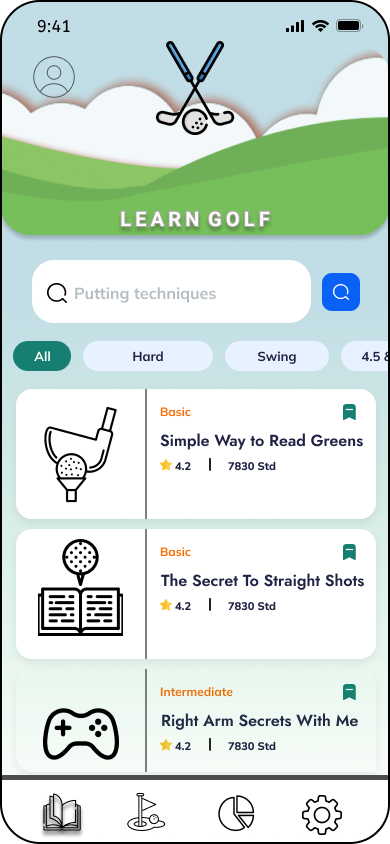 9:41
LEARN GOLF
Putting techniques
All
Hard
Swing
4.5 &
Basic
Simple Way to Read Greens
4.2 | 7830 Std
Basic
The Secret To Straight Shots
4.2 | 7830 Std
Intermediate
Right Arm Secrets With Me
4.2 | 7830 Std